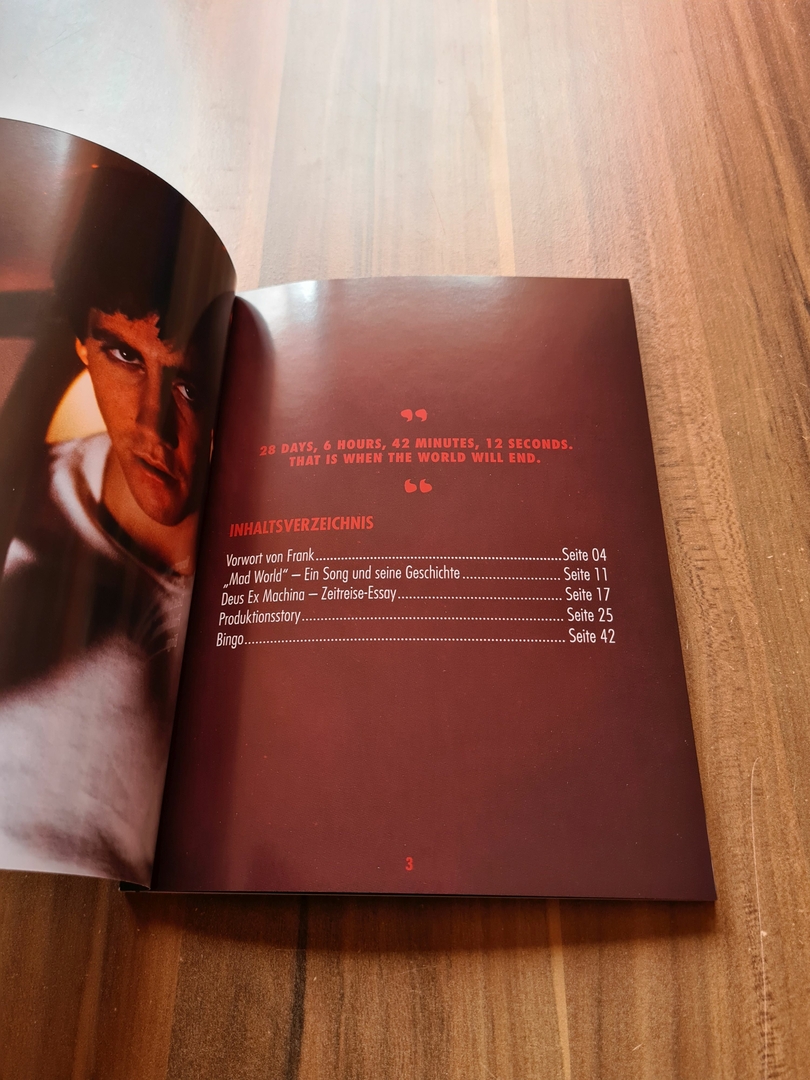 ”
28 DAYS, 6 HOURS, 42 MINUTES, 12 SECONDS.
THAT IS WHEN THE WORLD WILL END.
“
INHALTSVERZEICHNIS
Vorwort von Frank..........................................................Seite 04
„Mad World“ – Ein Song und seine Geschichte........................ Seite 11
Deus Ex Machina – Zeitreise-Essay....................................... Seite 17
Produktionsstory.............................................................. Seite 25
Bingo........................................................................... Seite 42
3